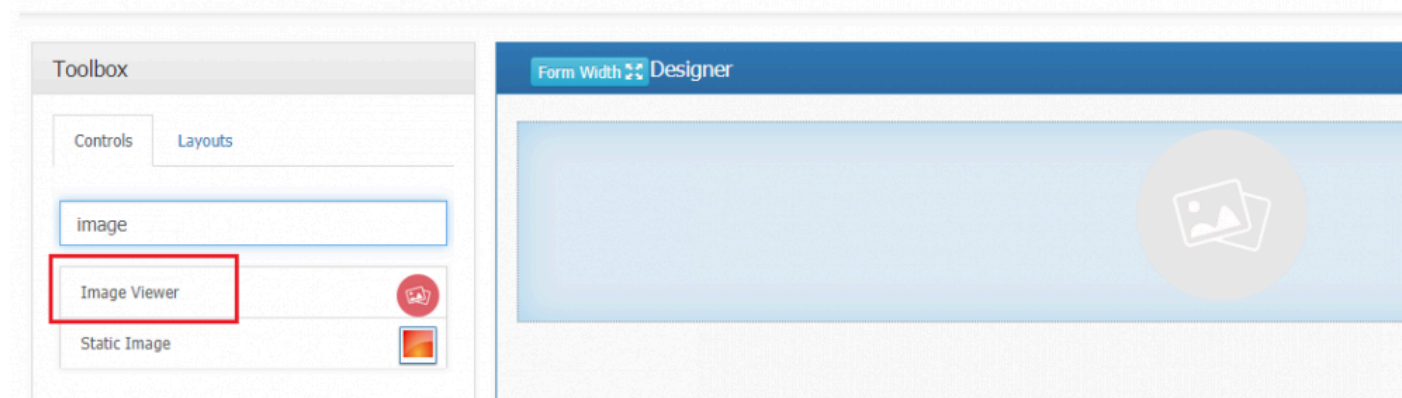 Toolbox
Controls Layouts
image
Image Viewer
Static Image
Form Width Designer